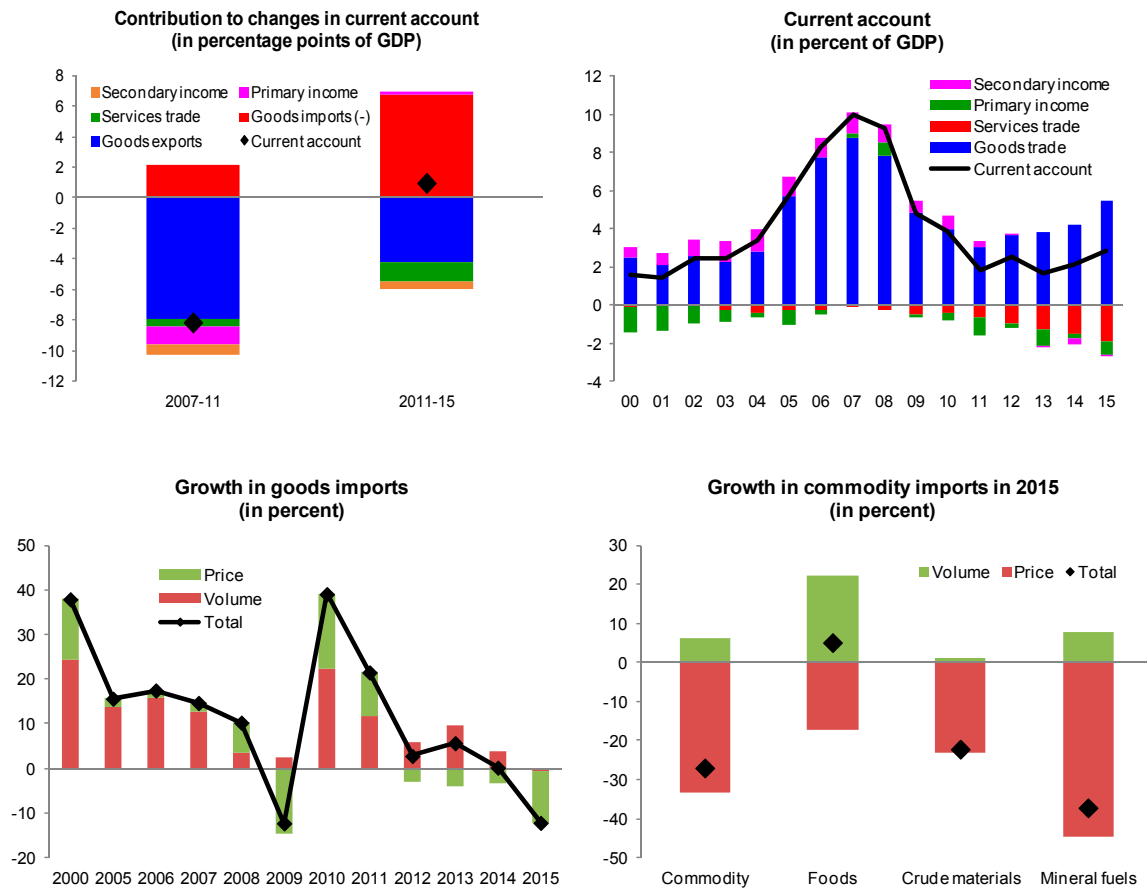 Contribution to changes in current account
(in percentage points of GDP)
8
6
4
2
0
-2
-4
-6
-8
-10
-12
Secondary income
Primary income
Services trade
Goods imports (-)
Goods exports
Current account
2007-11
2011-15
Current account
(in percent of GDP)
12
10
8
6
4
2
0
-2
-4
Secondary income
Primary income
Services trade
Goods trade
Current account
00 01 02 03 04 05 06 07 08 09 10 11 12 13 14 15
Growth in goods imports
(in percent)
50
40
30
20
10
0
-10
-20
Price
Volume
Total
2000 2005 2006 2007 2008 2009 2010 2011 2012 2013 2014 2015
Growth in commodity imports in 2015
(in percent)
30
20
10
0
-10
-20
-30
-40
-50
Volume Price Total
Commodity Foods Crude materials Mineral fuels